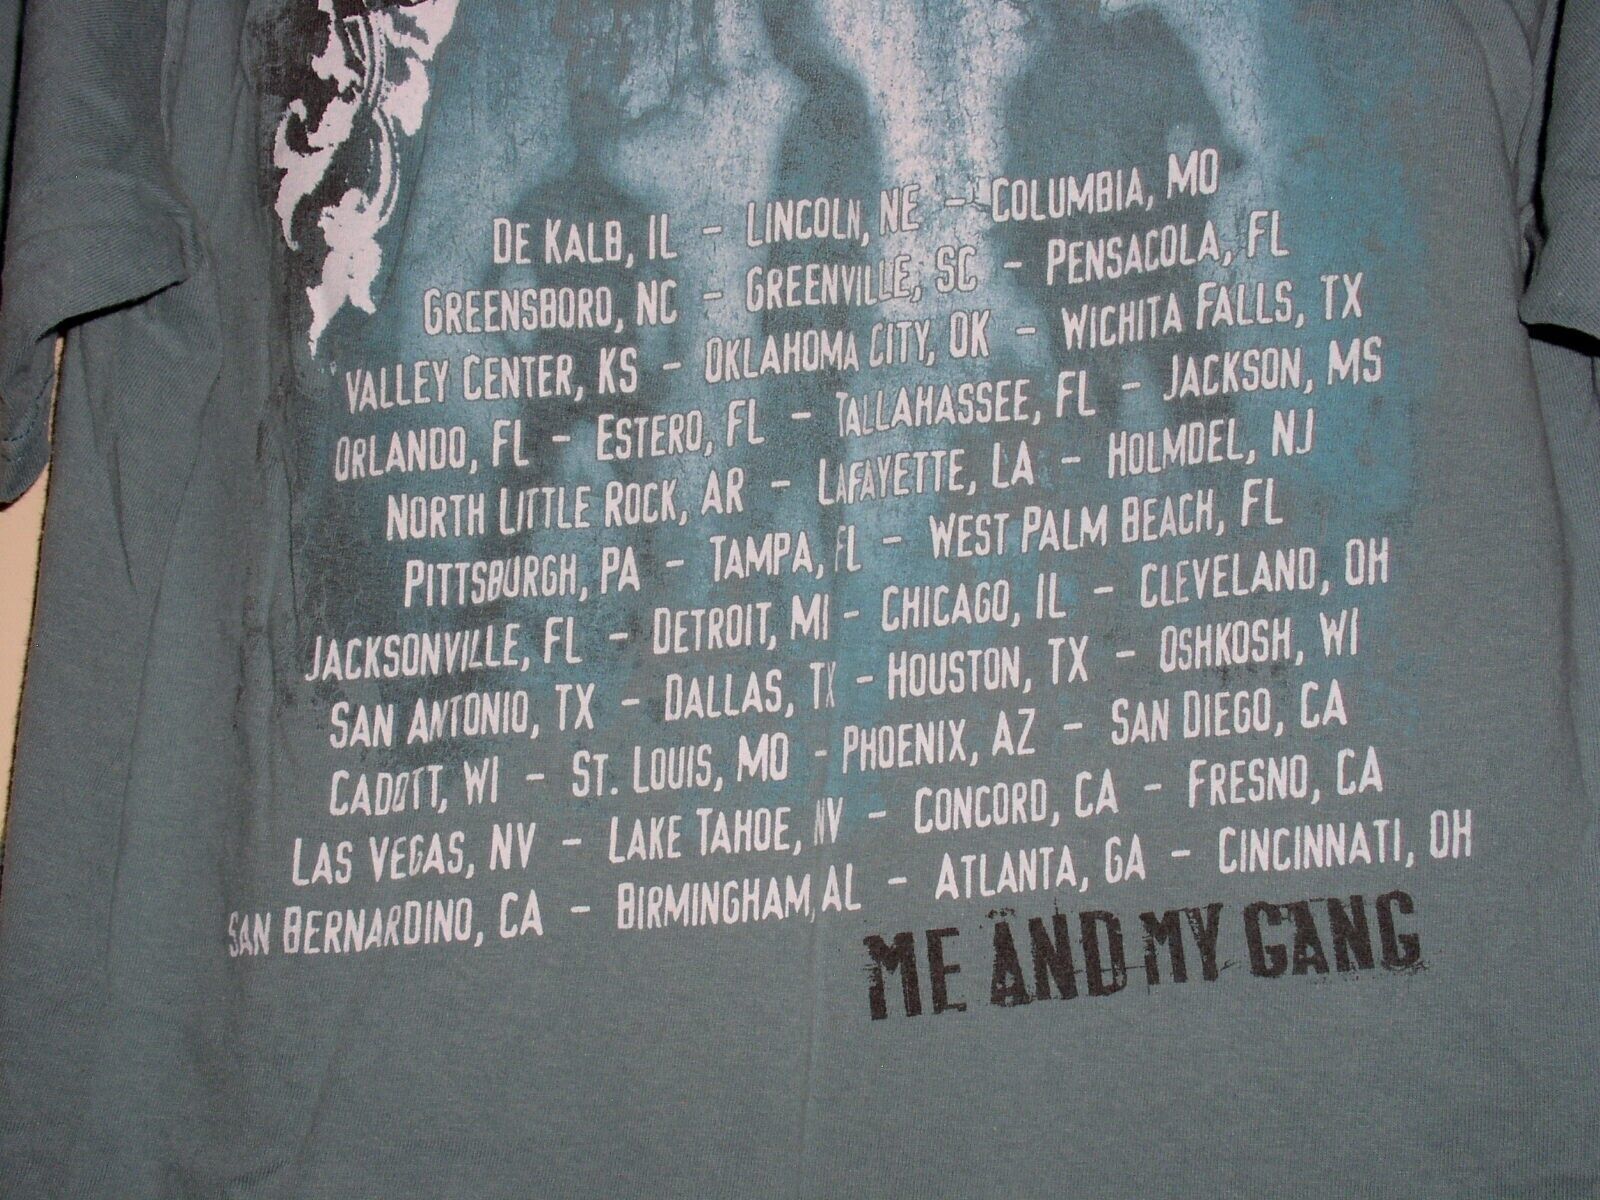 DE KALB, IL - LINCOLN, NE - COLUMBIA, MO
GREENSBORO, NC - GREENVILLE, SC - PENSACOLA, FL
VALLEY CENTER, KS - OKLAHOMA CITY, OK - WICHITA FALLS, TX
ORLANDO, FL - ESTERO, FL - TALLAHASSEE, FL - JACKSON, MS
NORTH LITTLE ROCK, AR - LAFAYETTE, LA - HOLMDEL, NJ
PITTSBURGH, PA - TAMPA, FL - WEST PALM BEACH, FL
JACKSONVILLE, FL - DETROIT, MI - CHICAGO, IL - CLEVELAND, OH
SAN ANTONIO, TX - DALLAS, TX - HOUSTON, TX - OSHKOSH, WI
CADOTT, WI - ST. LOUIS, MO - PHOENIX, AZ - SAN DIEGO, CA
LAS VEGAS, NV - LAKE TAHOE, NV - CONCORD, CA - FRESNO, CA
SAN BERNARDINO, CA - BIRMINGHAM, AL - ATLANTA, GA - CINCINNATI, OH
ME AND MY GANG